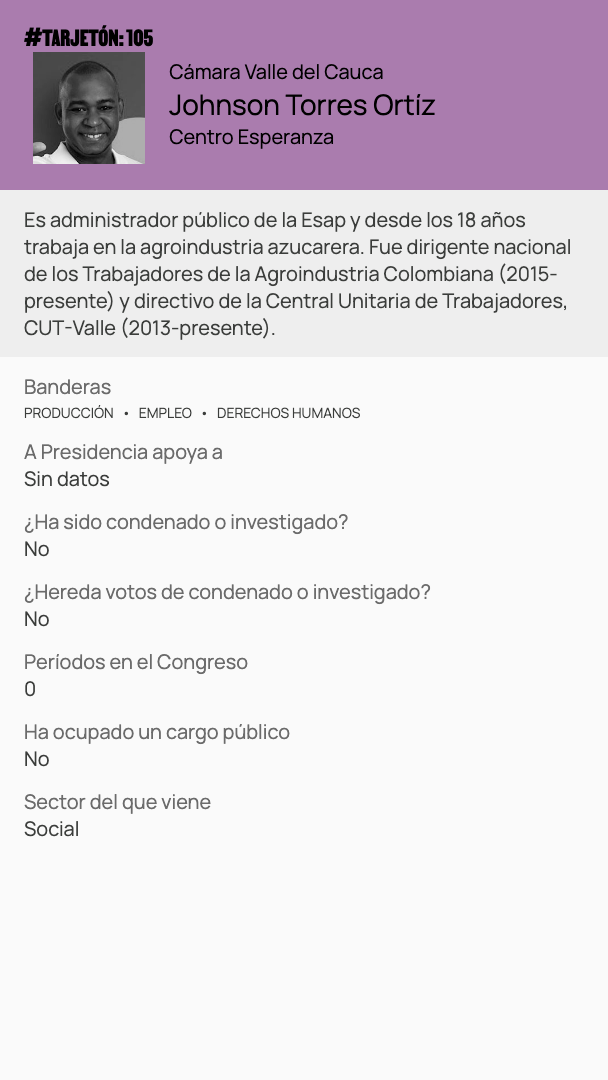 #TARJETÓN: 105
Cámara Valle del Cauca
Johnson Torres Ortíz
Centro Esperanza
Es administrador público de la Esap y desde los 18 años
trabaja en la agroindustria azucarera. Fue dirigente nacional
de los Trabajadores de la Agroindustria Colombiana (2015-
presente) y directivo de la Central Unitaria de Trabajadores,
CUT-Valle (2013-presente).
Banderas
PRODUCCIÓN • EMPLEO • DERECHOS HUMANOS
A Presidencia apoya a
Sin datos
¿Ha sido condenado o investigado?
No
¿Hereda votos de condenado o investigado?
No
Períodos en el Congreso
0
Ha ocupado un cargo público
No
Sector del que viene
Social